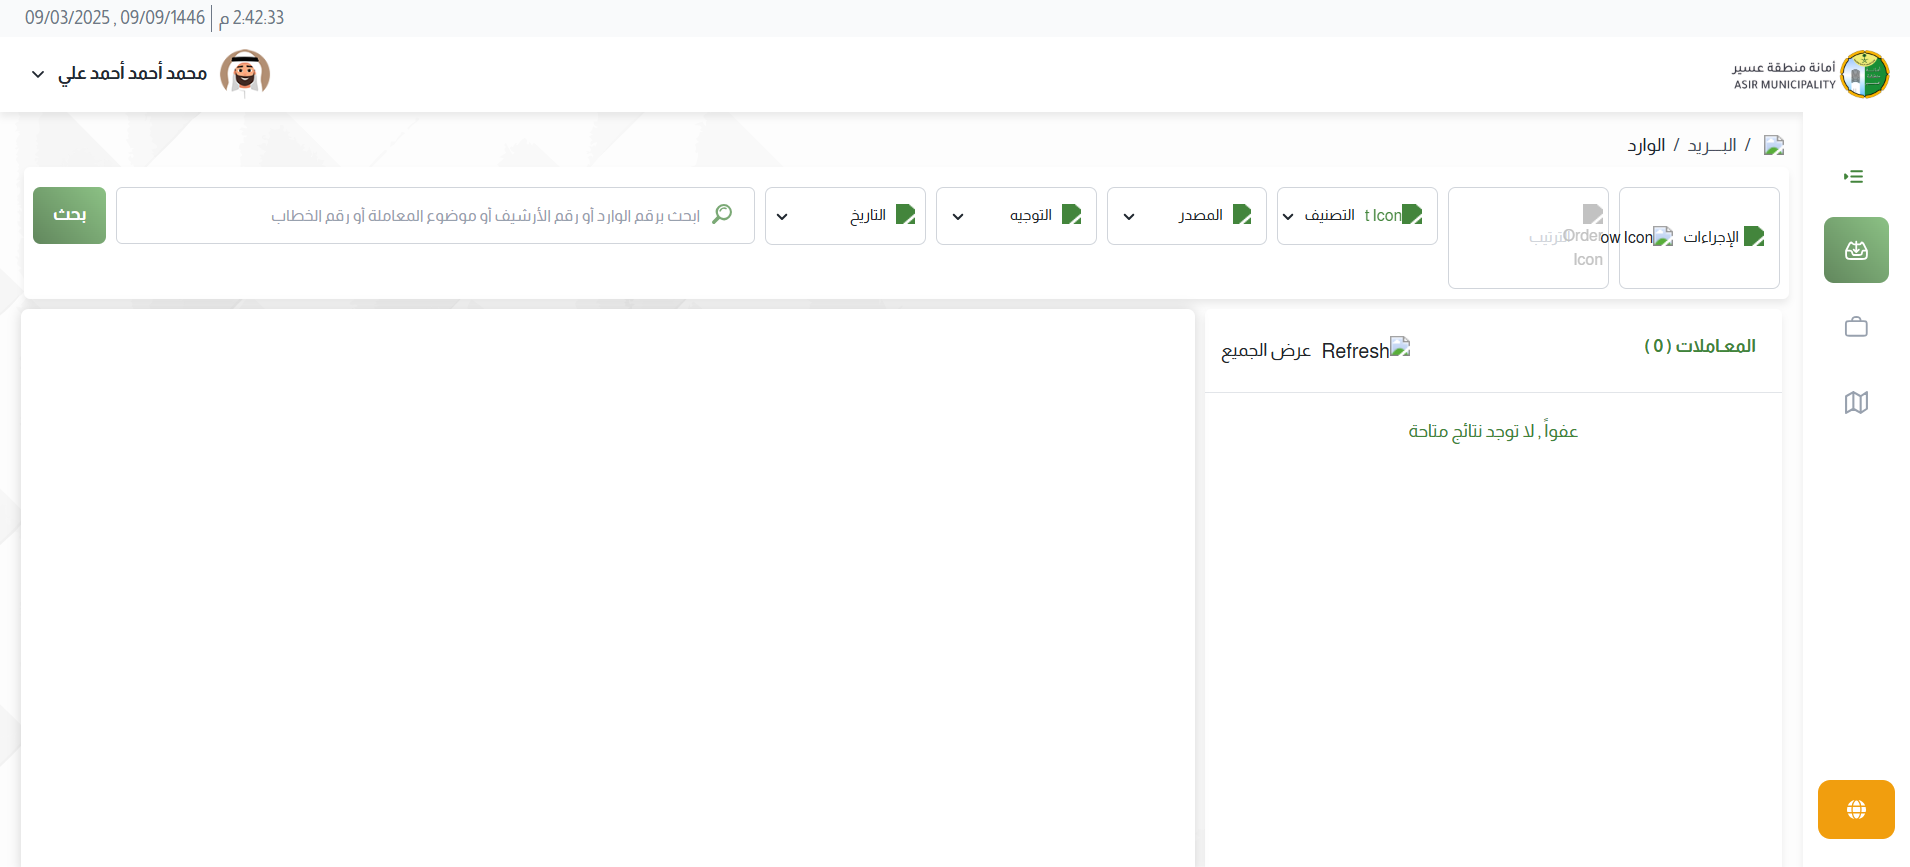 09/03/2025 , 09/09/1446 | 2:42:33 م
أمانة منطقة عسير
ASIR MUNICIPALITY
محمد أحمد أحمد علي
/ البـــريد / الوارد
الإجراءات
ow Icon
Order Icon
الترتيب
t Icon
التصنيف
المصدر
التوجيه
التاريخ
ابحث برقم الوارد أو رقم الأرشيف أو موضوع المعاملة أو رقم الخطاب
بحث
المعاملات ( 0 )
Refresh عرض الجميع
عفواً , لا توجد نتائج متاحة